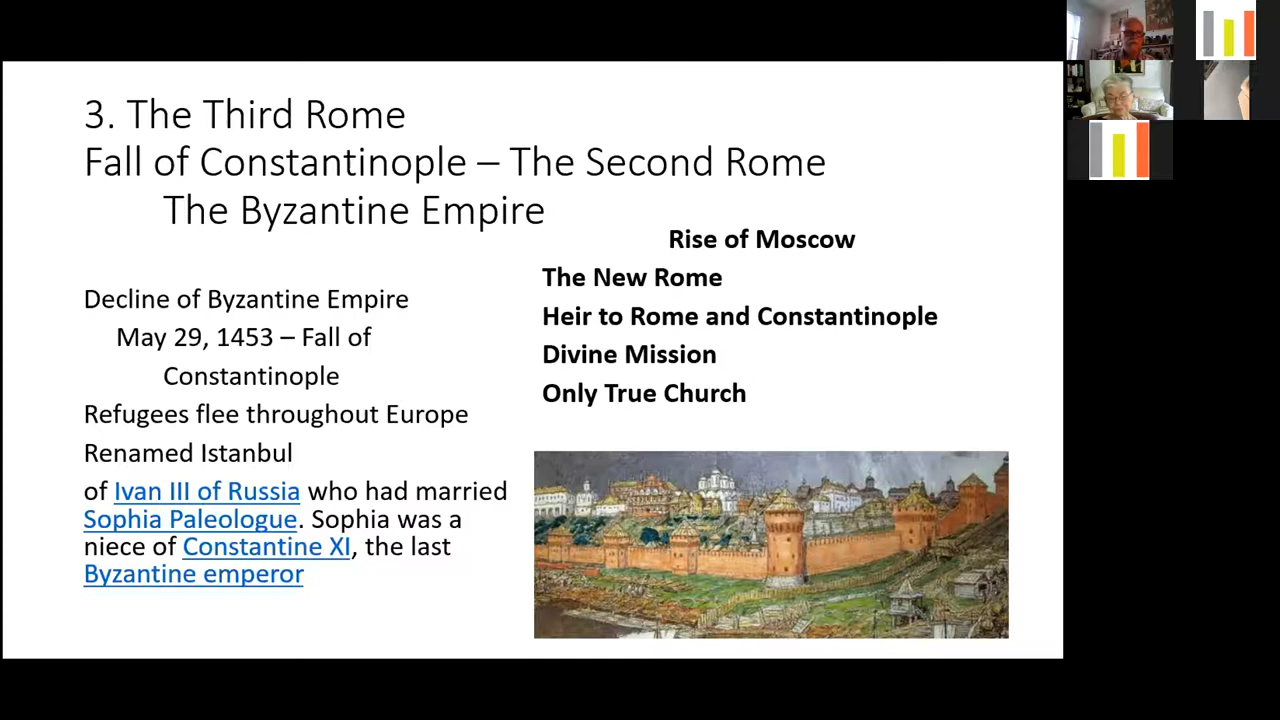 3. The Third Rome
Fall of Constantinople – The Second Rome
The Byzantine Empire
Decline of Byzantine Empire
May 29, 1453 – Fall of
Constantinople
Refugees flee throughout Europe
Renamed Istanbul
of Ivan III of Russia who had married
Sophia Paleologue. Sophia was a
niece of Constantine XI, the last
Byzantine emperor
Rise of Moscow
The New Rome
Heir to Rome and Constantinople
Divine Mission
Only True Church